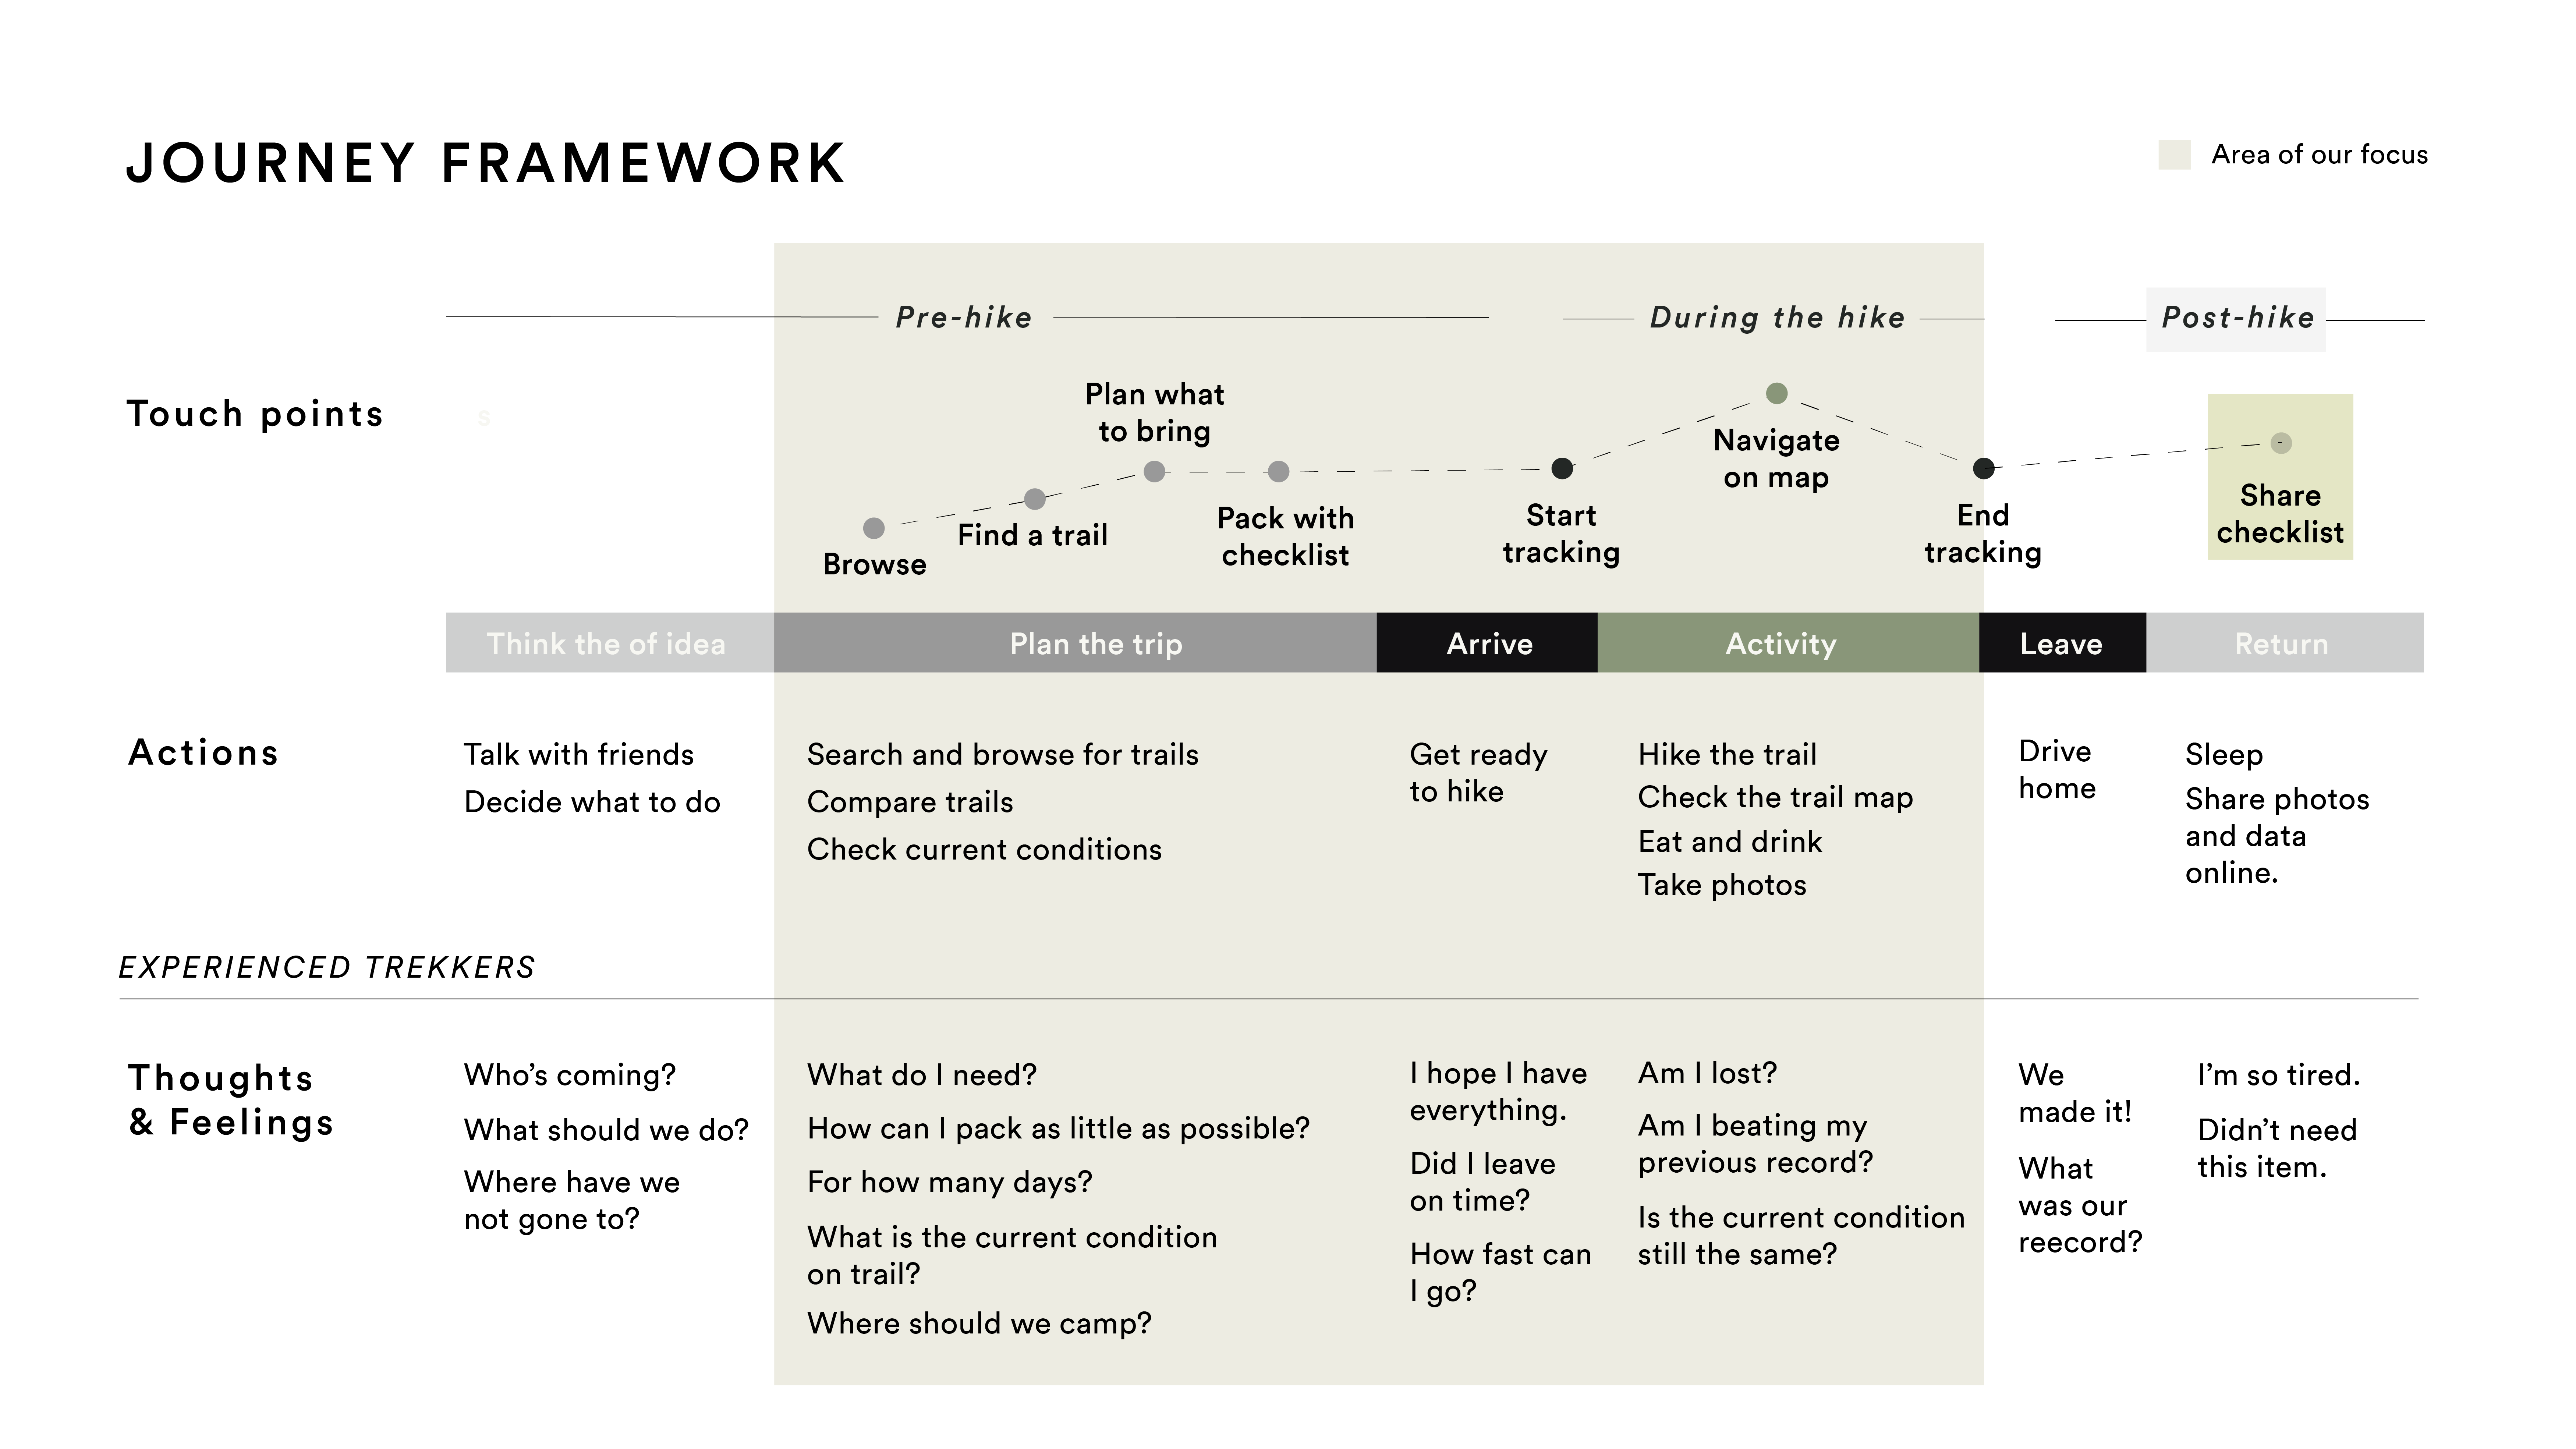 JOURNEY FRAMEWORK
Area of our focus
Pre-hike
During the hike
Post-hike
Touch points
s
Plan what
to bring
Navigate
on map
Share
checklist
Start
tracking
End
tracking
Pack with
checklist
Find a trail
Browse
Think the of idea
Plan the trip
Arrive
Activity
Leave
Return
Actions
Talk with friends
Decide what to do
Search and browse for trails
Compare trails
Check current conditions
Get ready
to hike
Hike the trail
Check the trail map
Eat and drink
Take photos
Drive
home
Sleep
Share photos
and data
online.
EXPERIENCED TREKKERS
Thoughts
& Feelings
Who’s coming?
What should we do?
Where have we
not gone to?
What do I need?
How can I pack as little as possible?
For how many days?
What is the current condition
on trail?
Where should we camp?
I hope I have
everything.
Did I leave
on time?
How fast can
I go?
Am I lost?
Am I beating my
previous record?
Is the current condition
still the same?
We
made it!
What
was our
reecord?
I’m so tired.
Didn’t need
this item.